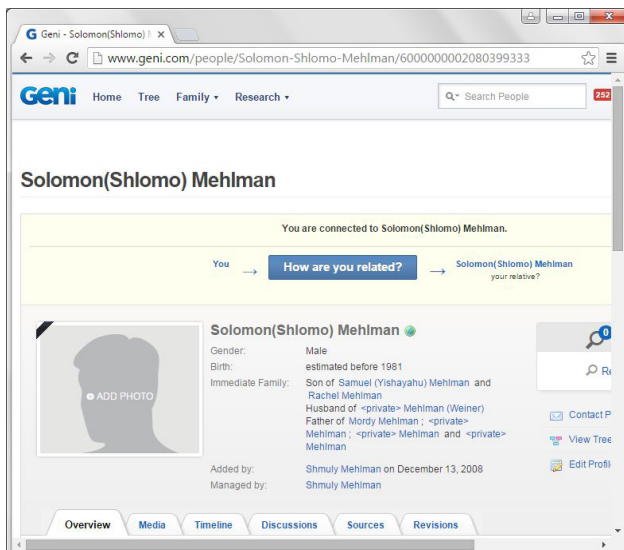 Geni - Solomon(Shlomo)
www.geni.com/people/Solomon-Shlomo-Mehlman/6000000002080399333
Geni Home Tree Family Research Search People 252
Solomon(Shlomo) Mehlman
You are connected to Solomon(Shlomo) Mehlman.
You How are you related? Solomon(Shlomo) Mehlman
your relative?
Solomon(Shlomo) Mehlman
0
Gender: Male
Birth: estimated before 1981
Immediate Family: Son of Samuel (Yishayahu) Mehlman and
Rachel Mehlman
Husband of <private> Mehlman (Weiner)
Father of Mordy Mehlman ; <private>
Mehlman ; <private> Mehlman and <private>
Mehlman
ADD PHOTO
Added by: Shmuly Mehlman on December 13, 2008
Managed by: Shmuly Mehlman
Re
Contact P
View Tree
Edit Profil
Overview Media Timeline Discussions Sources Revisions